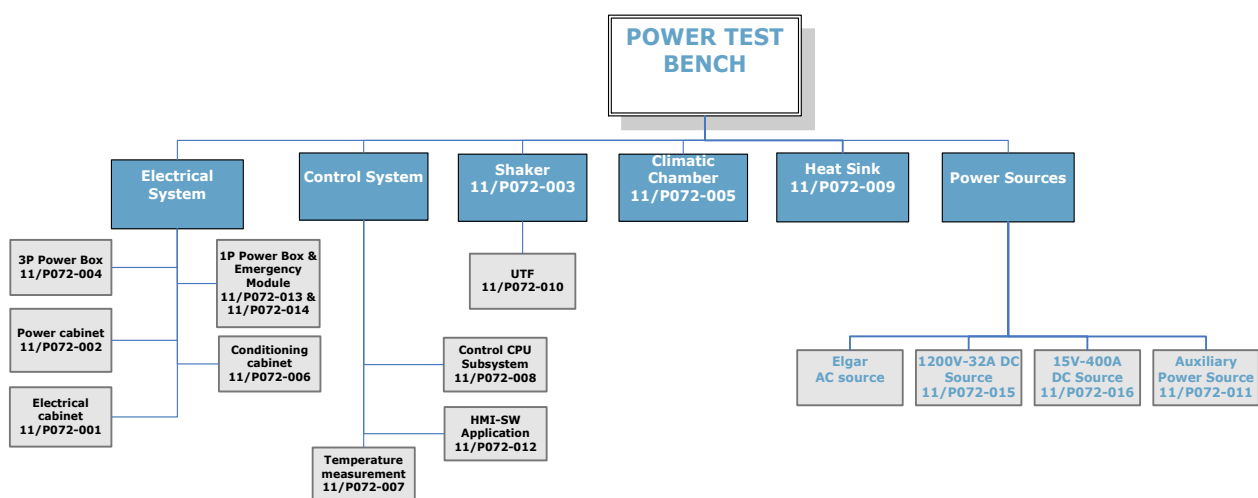 POWER TEST
BENCH
Electrical
System
Control System
Shaker
11/P072-003
Climatic
Chamber
11/P072-005
Heat Sink
11/P072-009
Power Sources
3P Power Box
11/P072-004
1P Power Box &
Emergency
Module
11/P072-013 &
11/P072-014
Power cabinet
11/P072-002
Conditioning
cabinet
11/P072-006
Electrical
cabinet
11/P072-001
Control CPU
Subsystem
11/P072-008
HMI-SW
Application
11/P072-012
Temperature
measurement
11/P072-007
UTF
11/P072-010
Elgar
AC source
1200V-32A DC
Source
11/P072-015
15V-400A
DC Source
11/P072-016
Auxiliary
Power Source
11/P072-011